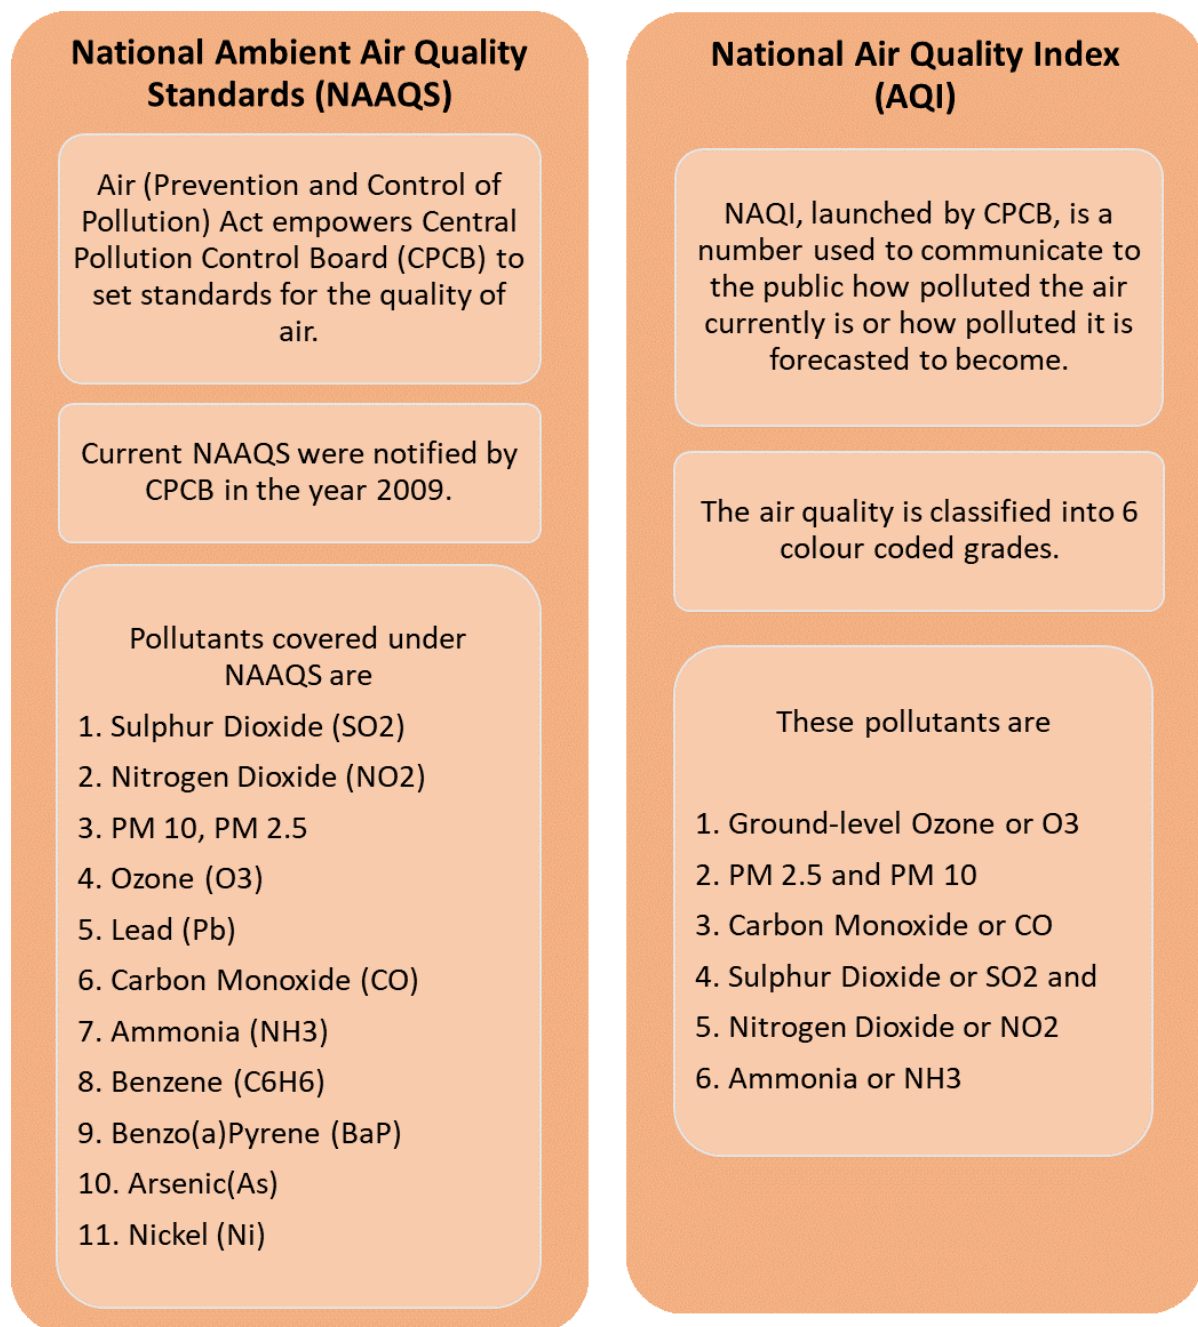 National Ambient Air Quality
Standards (NAAQS)
Air (Prevention and Control of
Pollution) Act empowers Central
Pollution Control Board (CPCB) to
set standards for the quality of
air.
Current NAAQS were notified by
CPCB in the year 2009.
Pollutants covered under
NAAQS are
1. Sulphur Dioxide (SO2)
2. Nitrogen Dioxide (NO2)
3. PM 10, PM 2.5
4. Ozone (O3)
5. Lead (Pb)
6. Carbon Monoxide (CO)
7. Ammonia (NH3)
8. Benzene (C6H6)
9. Benzo(a)Pyrene (BaP)
10. Arsenic(As)
11. Nickel (Ni)
National Air Quality Index
(AQI)
NAQI, launched by CPCB, is a
number used to communicate to
the public how polluted the air
currently is or how polluted it is
forecasted to become.
The air quality is classified into 6
colour coded grades.
These pollutants are
1. Ground-level Ozone or O3
2. PM 2.5 and PM 10
3. Carbon Monoxide or CO
4. Sulphur Dioxide or SO2 and
5. Nitrogen Dioxide or NO2
6. Ammonia or NH3